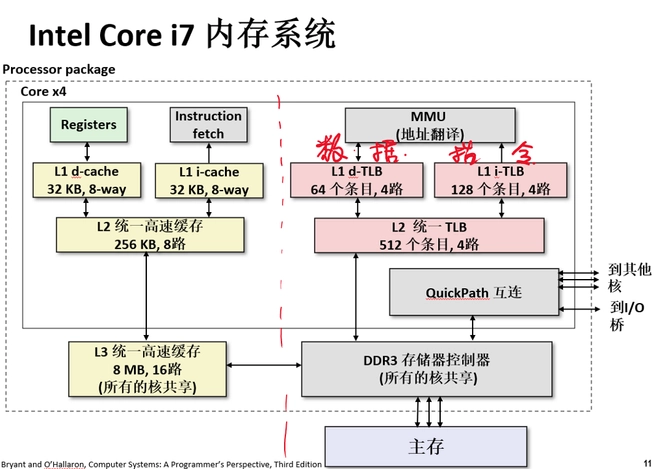 Intel Core i7 内存系统
Processor package
Core x4
Registers
Instruction
fetch
MMU
(地址翻译)
数据
指令
L1 d-cache
32 KB, 8-way
L1 i-cache
32 KB, 8-way
L1 d-TLB
64 个条目, 4路
L1 i-TLB
128 个条目, 4路
L2 统一高速缓存
256 KB, 8路
L2 统一 TLB
512 个条目, 4路
QuickPath 互连
到其他
核
到I/O
桥
L3 统一高速缓存
8 MB, 16路
(所有的核共享)
DDR3 存储器控制器
(所有的核共享)
主存
Bryant and O'Hallaron, Computer Systems: A Programmer's Perspective, Third Edition
11